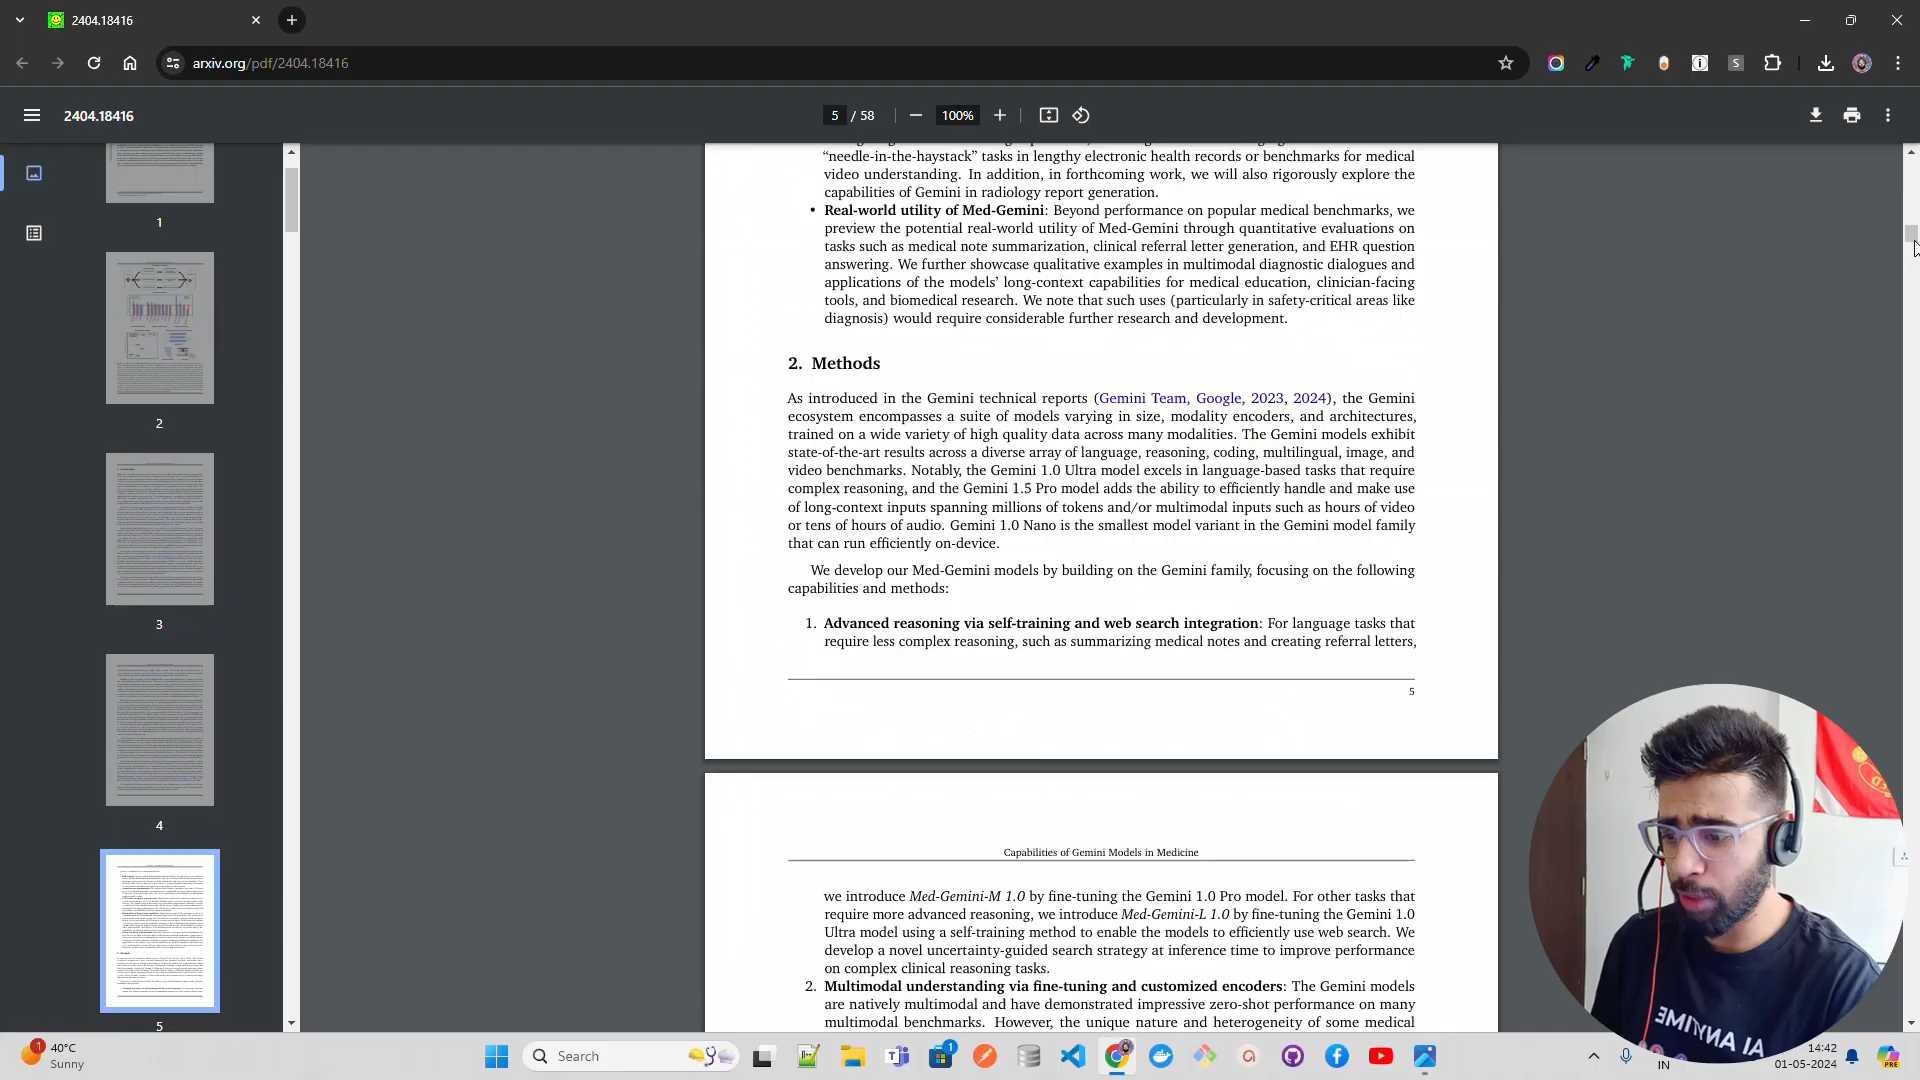 2404.18416
arxiv.org/pdf/2404.18416
2404.18416
5 / 58
100%
1
2
3
4
5
“needle-in-the-haystack” tasks in lengthy electronic health records or benchmarks for medical
video understanding. In addition, in forthcoming work, we will also rigorously explore the
capabilities of Gemini in radiology report generation.
• Real-world utility of Med-Gemini: Beyond performance on popular medical benchmarks, we
preview the potential real-world utility of Med-Gemini through quantitative evaluations on
tasks such as medical note summarization, clinical referral letter generation, and EHR question
answering. We further showcase qualitative examples in multimodal diagnostic dialogues and
applications of the models’ long-context capabilities for medical education, clinician-facing
tools, and biomedical research. We note that such uses (particularly in safety-critical areas like
diagnosis) would require considerable further research and development.
2. Methods
As introduced in the Gemini technical reports (Gemini Team, Google, 2023, 2024), the Gemini
ecosystem encompasses a suite of models varying in size, modality encoders, and architectures,
trained on a wide variety of high quality data across many modalities. The Gemini models exhibit
state-of-the-art results across a diverse array of language, reasoning, coding, multilingual, image, and
video benchmarks. Notably, the Gemini 1.0 Ultra model excels in language-based tasks that require
complex reasoning, and the Gemini 1.5 Pro model adds the ability to efficiently handle and make use
of long-context inputs spanning millions of tokens and/or multimodal inputs such as hours of video
or tens of hours of audio. Gemini 1.0 Nano is the smallest model variant in the Gemini model family
that can run efficiently on-device.
We develop our Med-Gemini models by building on the Gemini family, focusing on the following
capabilities and methods:
1. Advanced reasoning via self-training and web search integration: For language tasks that
require less complex reasoning, such as summarizing medical notes and creating referral letters,
5
Capabilities of Gemini Models in Medicine
we introduce Med-Gemini-M 1.0 by fine-tuning the Gemini 1.0 Pro model. For other tasks that
require more advanced reasoning, we introduce Med-Gemini-L 1.0 by fine-tuning the Gemini 1.0
Ultra model using a self-training method to enable the models to efficiently use web search. We
develop a novel uncertainty-guided search strategy at inference time to improve performance
on complex clinical reasoning tasks.
2. Multimodal understanding via fine-tuning and customized encoders: The Gemini models
are natively multimodal and have demonstrated impressive zero-shot performance on many
multimodal benchmarks. However, the unique nature and heterogeneity of some medical
AI ANYTIME
1
40°C
Sunny
Search
1
IN
14:42
01-05-2024
PRE